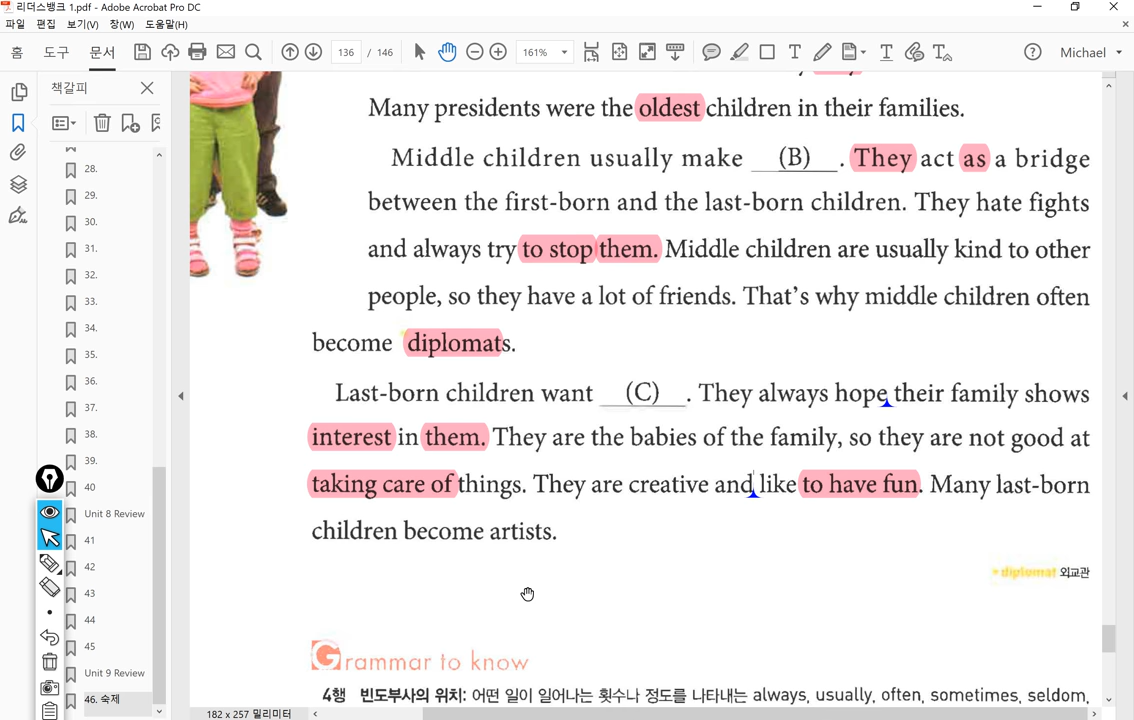 리더스뱅크 1.pdf - Adobe Acrobat Pro DC
파일 편집 보기(V) 창(W) 도움말(H)
홈 도구 문서 136 / 146 161% Michael
책갈피
28.
29.
30.
31.
32.
33.
34.
35.
36.
37.
38.
39.
40
Unit 8 Review
41
42
43
44
45
Unit 9 Review
46. 숙제
Many presidents were the oldest children in their families.
Middle children usually make (B) . They act as a bridge
between the first-born and the last-born children. They hate fights
and always try to stop them. Middle children are usually kind to other
people, so they have a lot of friends. That's why middle children often
become diplomats.
Last-born children want (C) . They always hope their family shows
interest in them. They are the babies of the family, so they are not good at
taking care of things. They are creative and like to have fun. Many last-born
children become artists.
diplomat 외교관
Grammar to know
4행 빈도부사의 위치: 어떤 일이 일어나는 횟수나 정도를 나타내는 always, usually, often, sometimes, seldom,
182 x 257 밀리미터